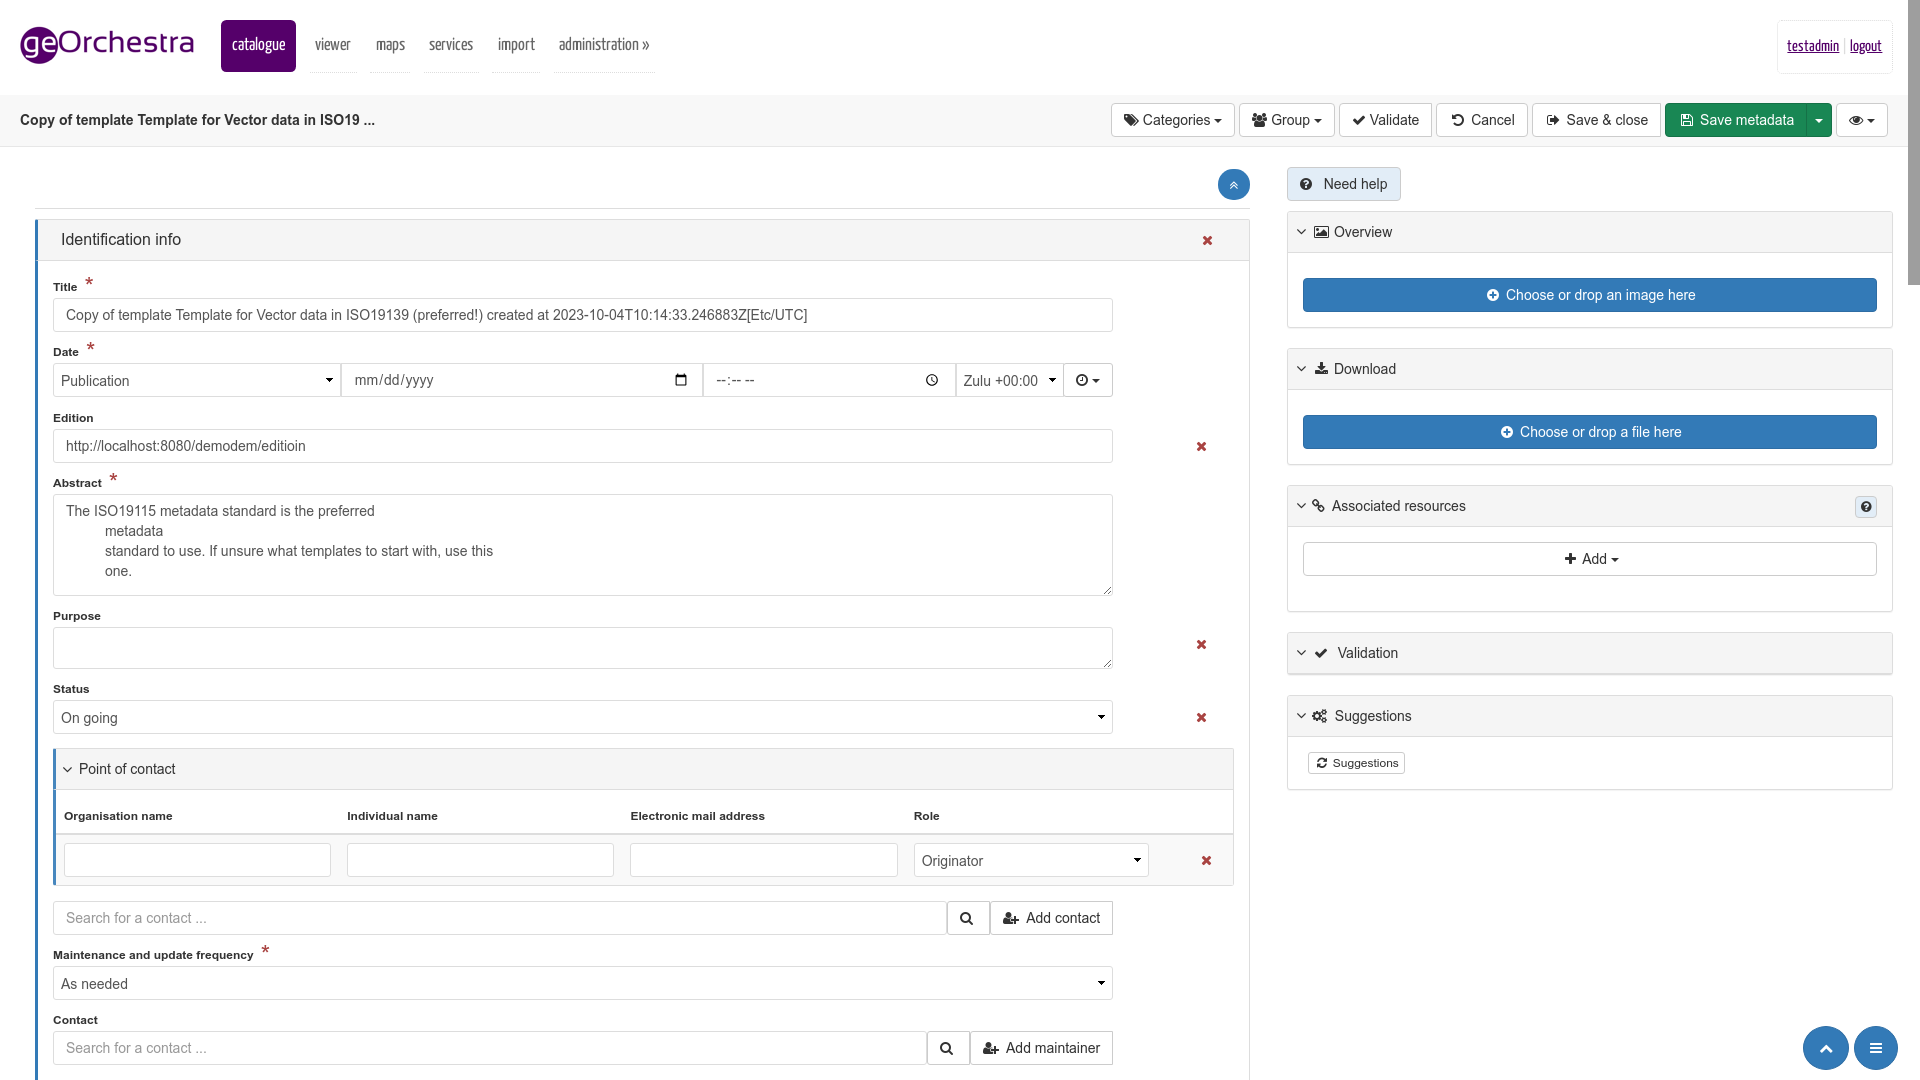 geOrchestra
catalogue
viewer
maps
services
import
administration »
testadmin
logout
Copy of template Template for Vector data in ISO19 ...
Categories
Group
Validate
Cancel
Save & close
Save metadata
Need help
Identification info
Title *
Copy of template Template for Vector data in ISO19139 (preferred!) created at 2023-10-04T10:14:33.246883Z[Etc/UTC]
Date *
Publication
mm/dd/yyyy
--:-- --
Zulu +00:00
Edition
http://localhost:8080/demodem/editioin
Abstract *
The ISO19115 metadata standard is the preferred
metadata
standard to use. If unsure what templates to start with, use this
one.
Purpose
Status
On going
Point of contact
Organisation name
Individual name
Electronic mail address
Role
Originator
Search for a contact ...
Add contact
Maintenance and update frequency *
As needed
Contact
Search for a contact ...
Add maintainer
Overview
Choose or drop an image here
Download
Choose or drop a file here
Associated resources
Add
Validation
Suggestions
Suggestions